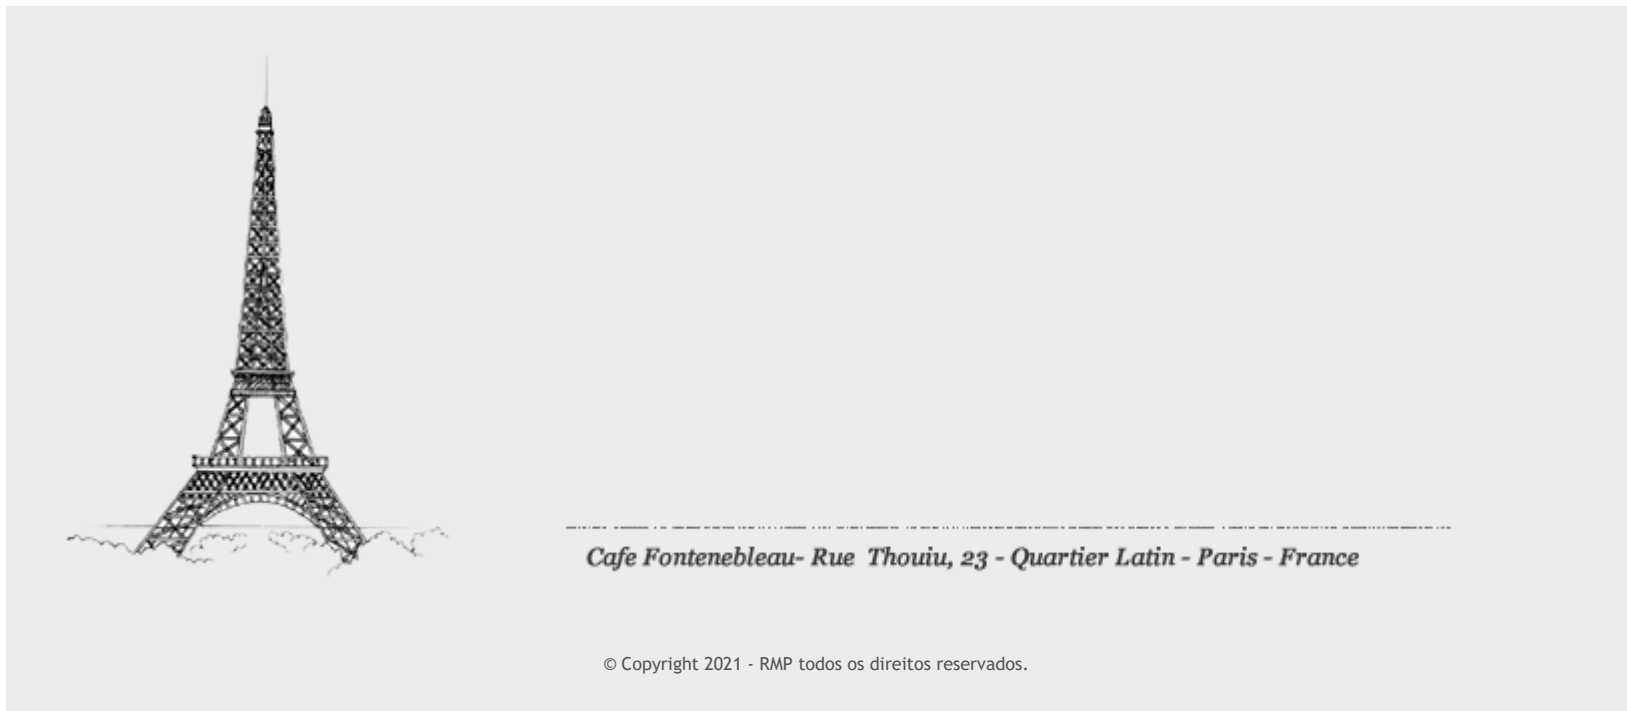 Cafe Fontenebleau- Rue Thouiu, 23 - Quartier Latin - Paris - France
© Copyright 2021 - RMP todos os direitos reservados.